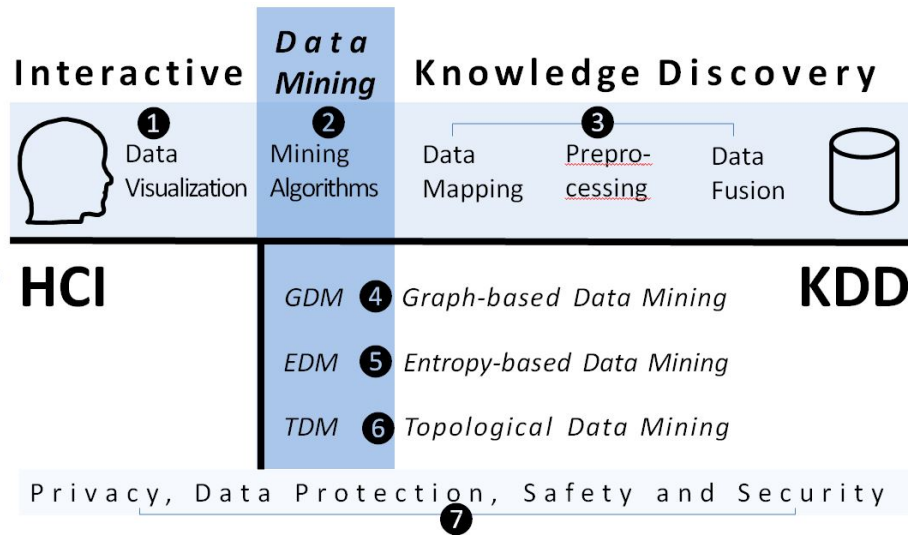 Data
Mining
Interactive
Knowledge Discovery
1
2
3
Data
Visualization
Mining
Algorithms
Data
Mapping
Prepro-
cessing
Data
Fusion
HCI
KDD
GDM 4 Graph-based Data Mining
EDM 5 Entropy-based Data Mining
TDM 6 Topological Data Mining
Privacy, Data Protection, Safety and Security
7